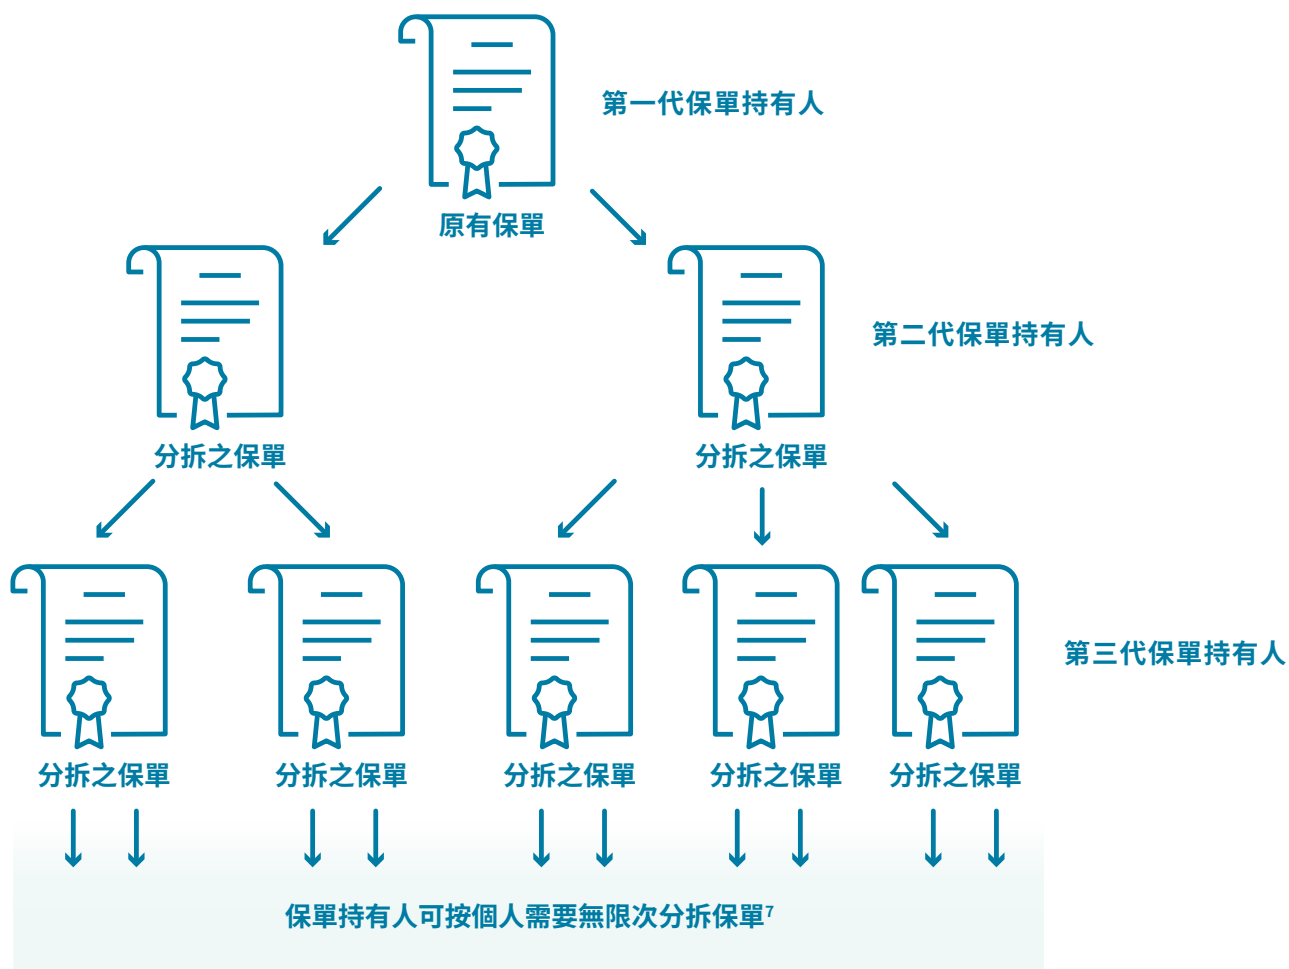 第一代保單持有人
原有保單
第二代保單持有人
分拆之保單
分拆之保單
第三代保單持有人
分拆之保單
分拆之保單
分拆之保單
分拆之保單
分拆之保單
保單持有人可按個人需要無限次分拆保單⁷